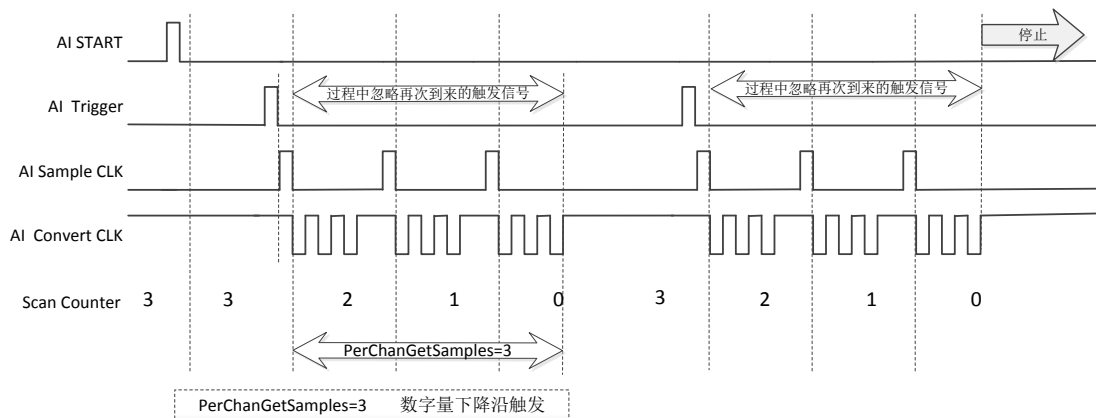 AI START
停止
AI Trigger
过程中忽略再次到来的触发信号
过程中忽略再次到来的触发信号
AI Sample CLK
AI Convert CLK
Scan Counter 3 3 2 1 0 3 2 1 0
PerChanGetSamples=3
PerChanGetSamples=3 数字量下降沿触发